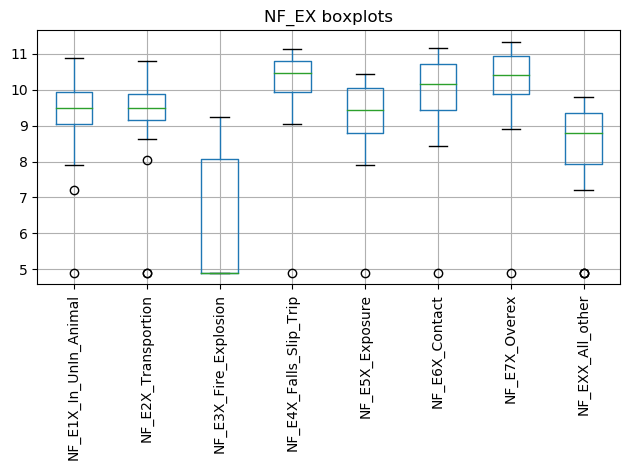 NF_EX boxplots
11
10
9
8
7
6
5
NF_E1X_In_UnIn_Animal
NF_E2X_Transportion
NF_E3X_Fire_Explosion
NF_E4X_Falls_Slip_Trip
NF_E5X_Exposure
NF_E6X_Contact
NF_E7X_Overex
NF_EXX_All_other